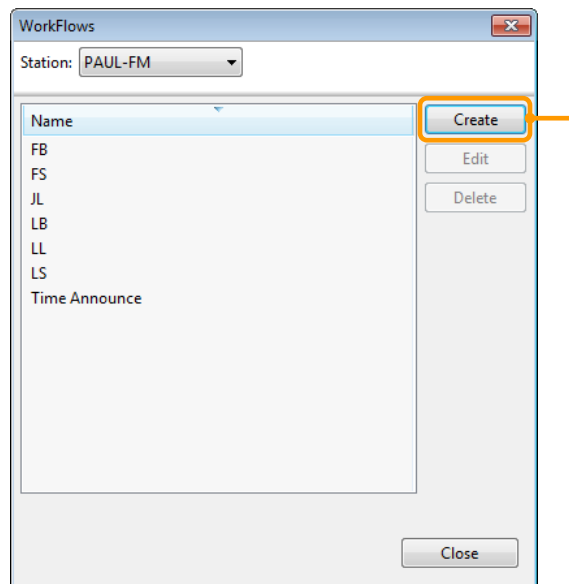 WorkFlows
Station: PAUL-FM
Name
Create
FB
Edit
FS
JL
Delete
LB
LL
LS
Time Announce
Close